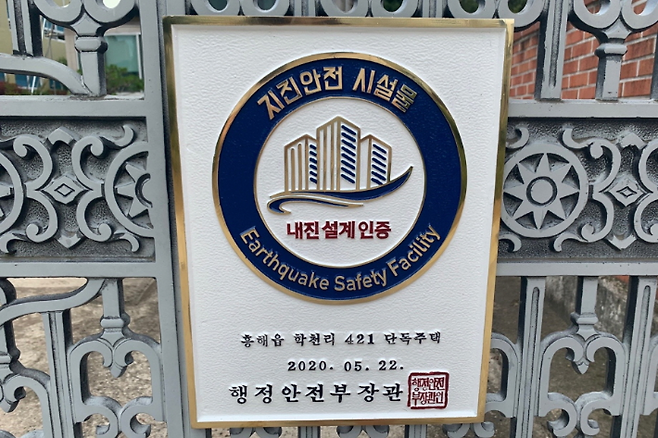 지진안전 시설물
내진 설계 인증
Earthquake Safety Facility
흥해읍 학천리 421 단독주택
2020. 05. 22.
행정안전부장관
행정안전
부장관인